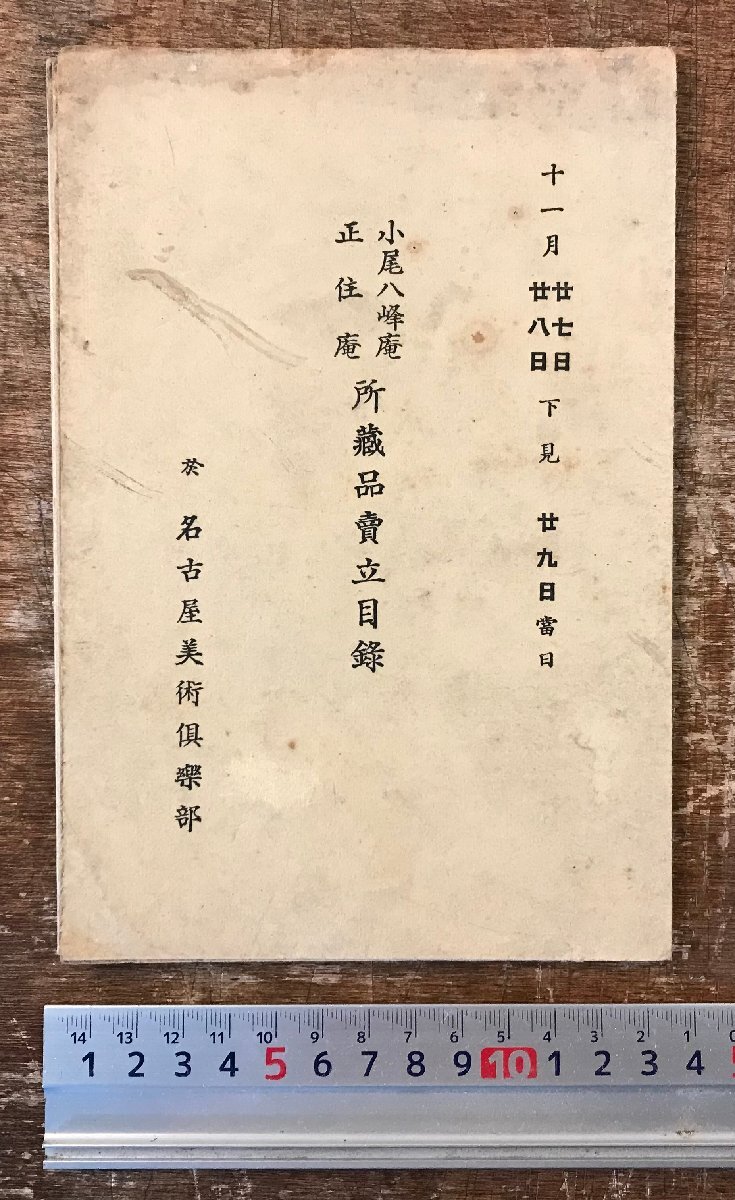 十一月 廿七日 廿八日 下見 廿九日當日
小尾八峰庵
正住庵
所藏品賣立目錄
於 名古屋美術俱樂部
14 13 12 11 10 9 8 7 6 5 4 3 2 1 0
1 2 3 4 5 6 7 8 9 10 1 2 3 4 5